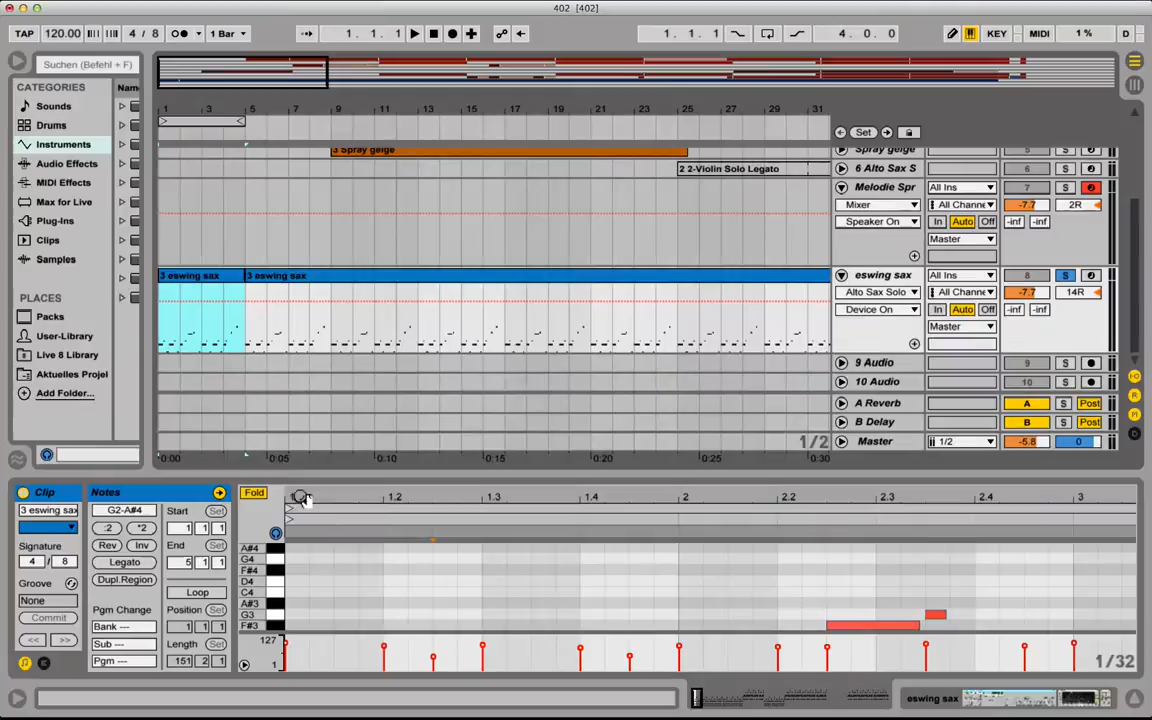 402 [402]
TAP 120.00 4 / 8 1 Bar 1. 1. 1 1. 1. 1 4. 0. 0 KEY MIDI 1 % D
Suchen (Befehl + F)
CATEGORIES Name
Sounds
Drums
Instruments
Audio Effects
MIDI Effects
Max for Live
Plug-Ins
Clips
Samples
PLACES
Packs
User-Library
Live 8 Library
Aktuelles Projel
Add Folder...
1 3 5 7 9 11 13 15 17 19 21 23 25 27 29 31
Set
3 Spray geige
Spray geige 5 S
2 2-Violin Solo Legato
6 Alto Sax S 6 S
Melodie Spr All Ins 7 S
Mixer All Channe -7.7 2R
Speaker On In Auto Off -inf -inf
Master
3 eswing sax 3 eswing sax eswing sax All Ins 8 S
Alto Sax Solo All Channe -7.7 14R
Device On In Auto Off -inf -inf
Master
9 Audio 9 S
10 Audio 10 S
A Reverb A S Post
B Delay B S Post
1/2 Master 1/2 -5.8 0
0:00 0:05 0:10 0:15 0:20 0:25 0:30
I·O
R
M
D
Clip
3 eswing sax
Signature
4 / 8
Groove
None
Commit
<< >>
Notes
G2-A#4
:2 *2
Rev Inv
Legato
Dupl.Region
Pgm Change
Bank ---
Sub ---
Pgm ---
Start Set
1 1 1
End Set
5 1 1
Loop
Position Set
1 1 1
Length Set
151 2 1
Fold
1.2 1.3 1.4 2 2.2 2.3 2.4 3
A#4
G4
F#4
D4
C4
A#3
G3
F#3
127
1
1/32
eswing sax